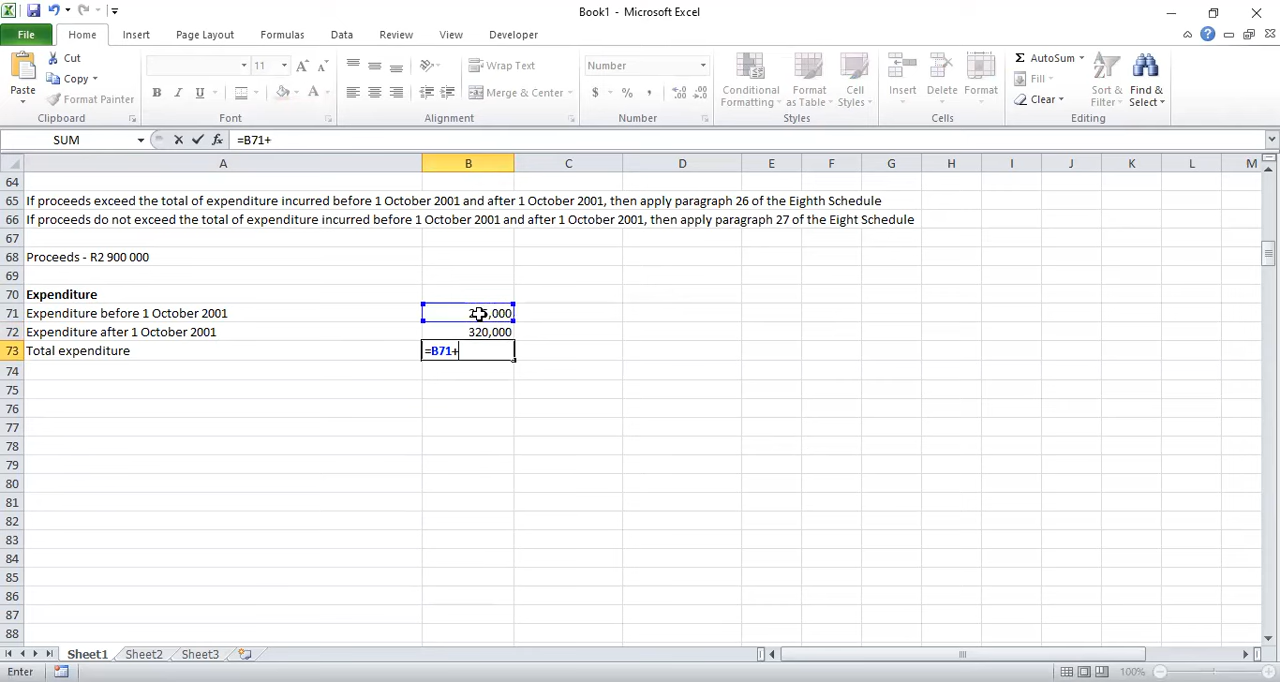 Book1 - Microsoft Excel
File Home Insert Page Layout Formulas Data Review View Developer
Cut
Copy
Format Painter
Paste
Clipboard
11
B I U
Font
Wrap Text
Merge & Center
Alignment
Number
$ % ,
Number
Conditional Formatting
Format as Table
Cell Styles
Styles
Insert Delete Format
Cells
AutoSum
Fill
Clear
Sort & Filter
Find & Select
Editing
SUM =B71+
A B C D E F G H I J K L M
64
65 If proceeds exceed the total of expenditure incurred before 1 October 2001 and after 1 October 2001, then apply paragraph 26 of the Eighth Schedule
66 If proceeds do not exceed the total of expenditure incurred before 1 October 2001 and after 1 October 2001, then apply paragraph 27 of the Eight Schedule
67
68 Proceeds - R2 900 000
69
70 Expenditure
71 Expenditure before 1 October 2001
72 Expenditure after 1 October 2001 320,000
73 Total expenditure =B71+
74
75
76
77
78
79
80
81
82
83
84
85
86
87
88
Sheet1 Sheet2 Sheet3
Enter 100%